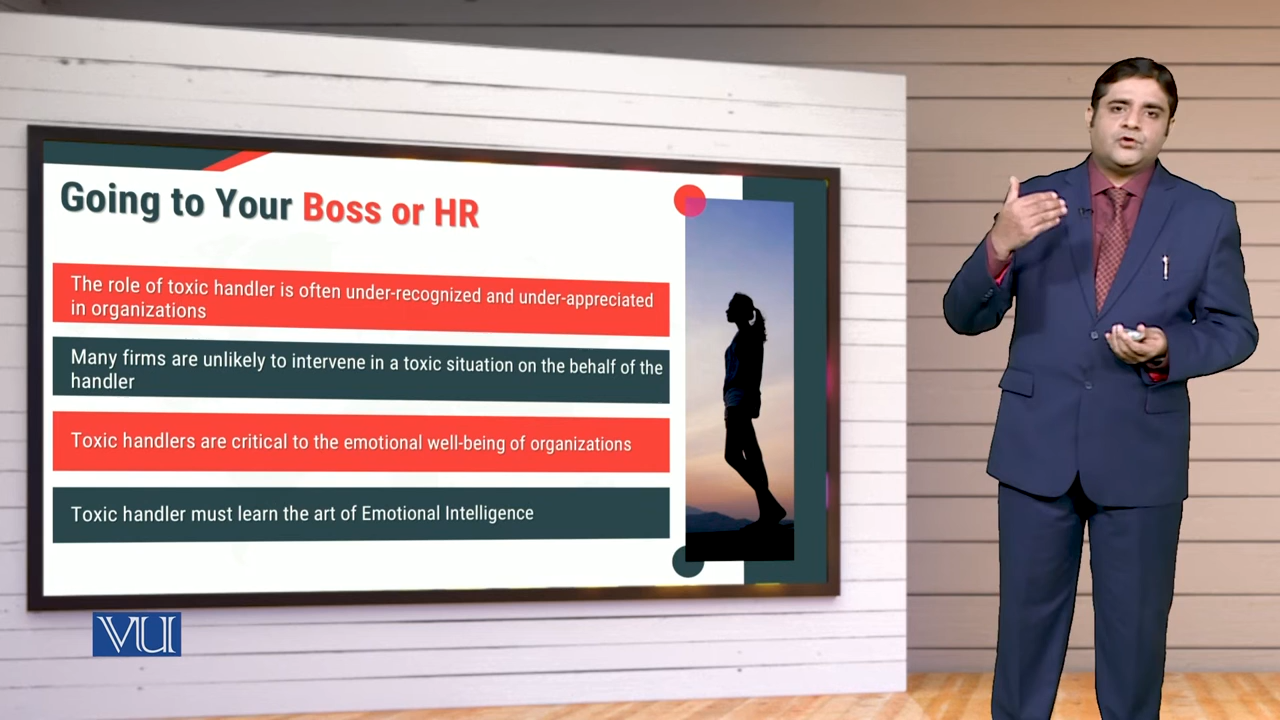 Going to Your Boss or HR
The role of toxic handler is often under-recognized and under-appreciated
in organizations
Many firms are unlikely to intervene in a toxic situation on the behalf of the
handler
Toxic handlers are critical to the emotional well-being of organizations
Toxic handler must learn the art of Emotional Intelligence
VU